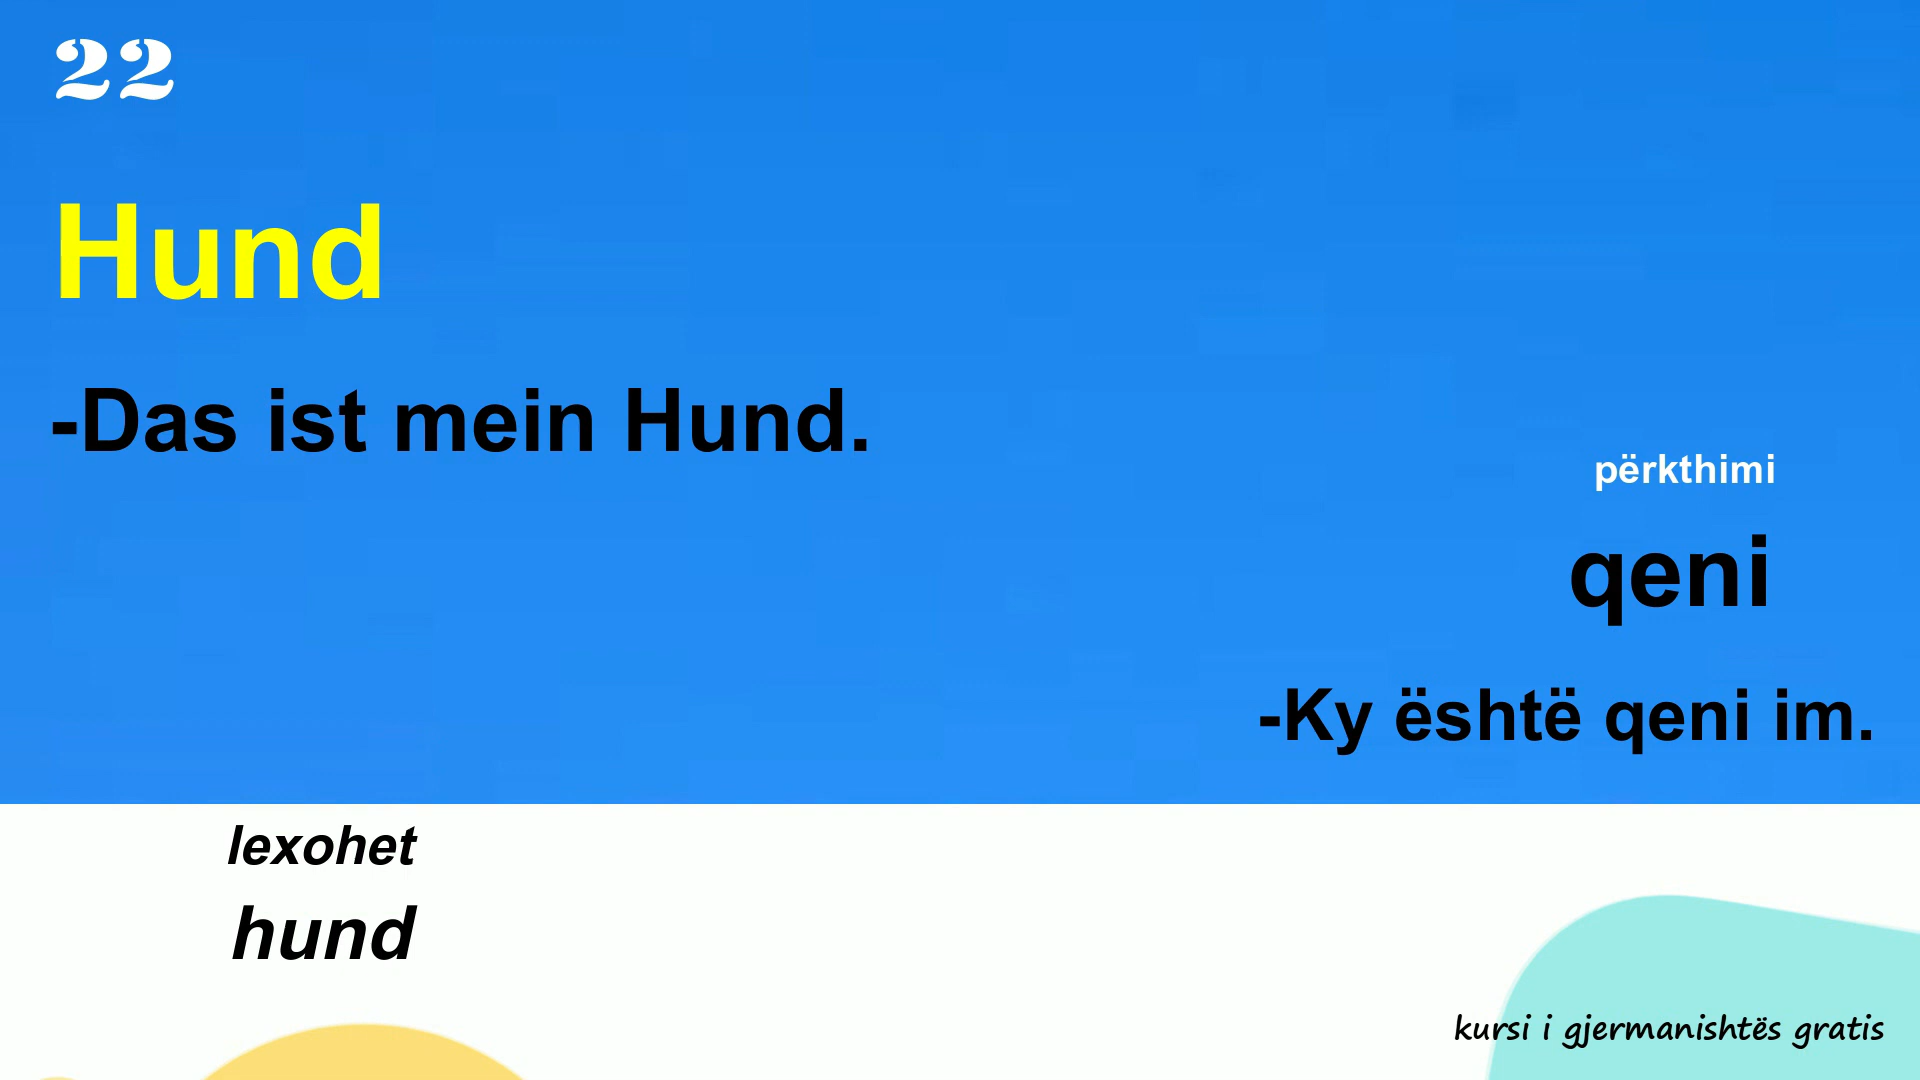 22
Hund
-Das ist mein Hund.
përkthimi
qeni
-Ky është qeni im.
lexohet
hund
kursi i gjermanishtës gratis